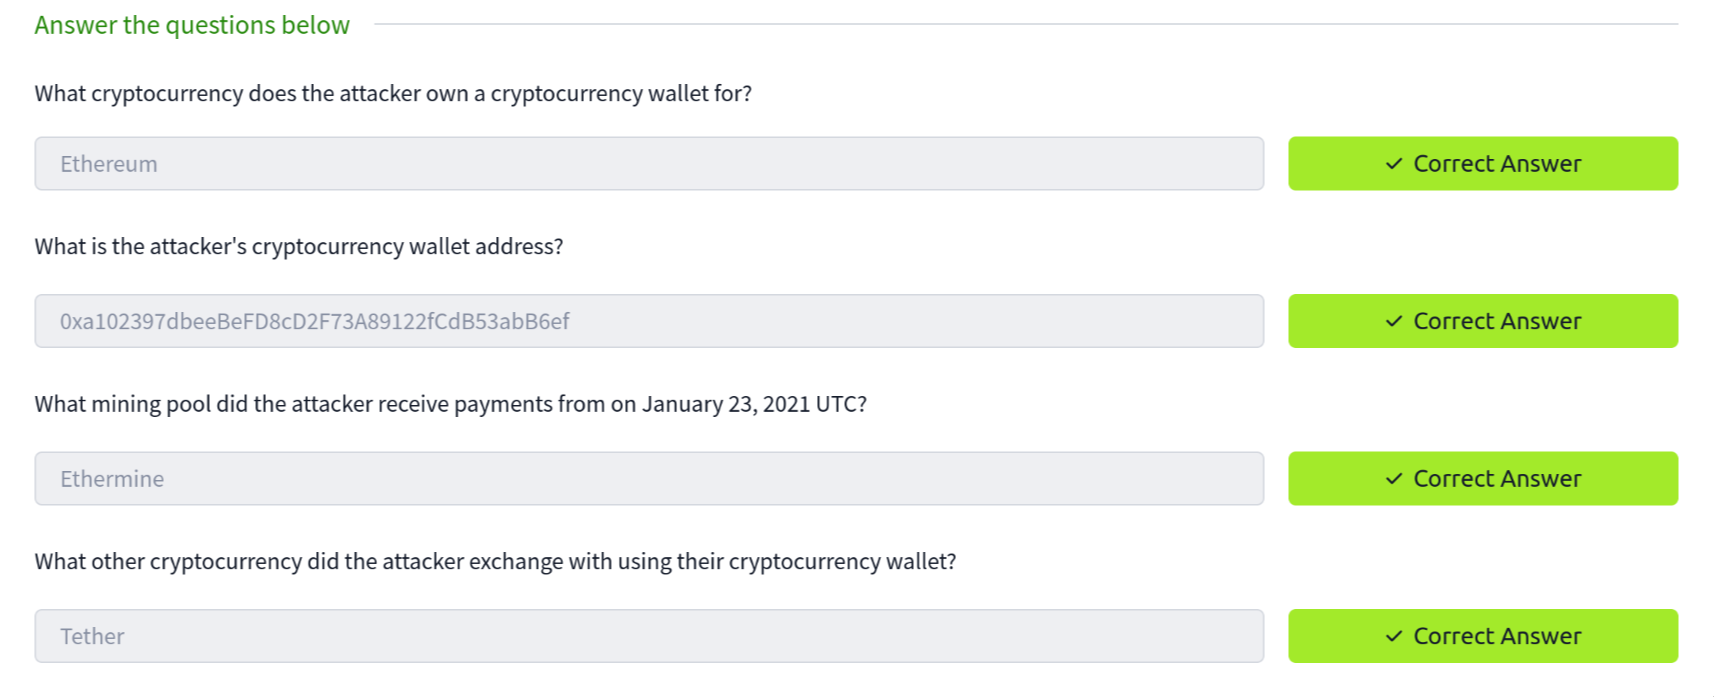 Answer the questions below
What cryptocurrency does the attacker own a cryptocurrency wallet for?
Ethereum
✓ Correct Answer
What is the attacker's cryptocurrency wallet address?
0xa102397dbeeBeFD8cD2F73A89122fCdB53abB6ef
✓ Correct Answer
What mining pool did the attacker receive payments from on January 23, 2021 UTC?
Ethermine
✓ Correct Answer
What other cryptocurrency did the attacker exchange with using their cryptocurrency wallet?
Tether
✓ Correct Answer